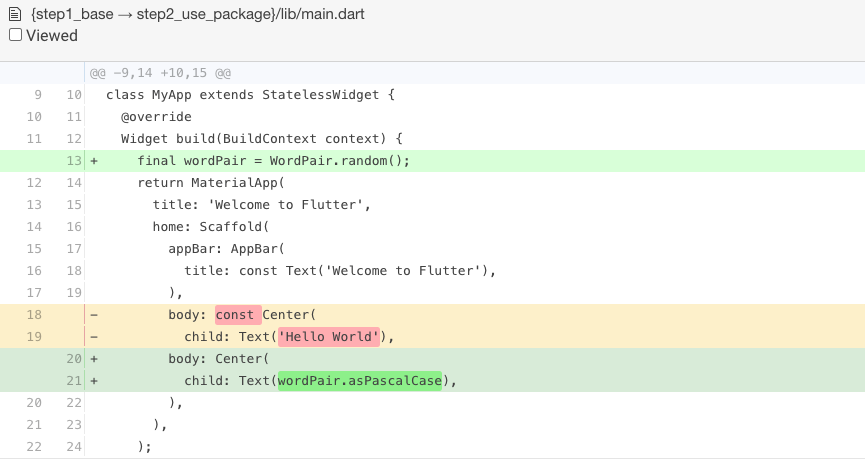 {step1_base → step2_use_package}/lib/main.dart
Viewed
@@ -9,14 +10,15 @@
9 10 class MyApp extends StatelessWidget {
10 11 @override
11 12 Widget build(BuildContext context) {
13 + final wordPair = WordPair.random();
12 14 return MaterialApp(
13 15 title: 'Welcome to Flutter',
14 16 home: Scaffold(
15 17 appBar: AppBar(
16 18 title: const Text('Welcome to Flutter'),
17 19 ),
18 - body: const Center(
19 - child: Text('Hello World'),
20 + body: Center(
21 + child: Text(wordPair.asPascalCase),
20 22 ),
21 23 ),
22 24 );